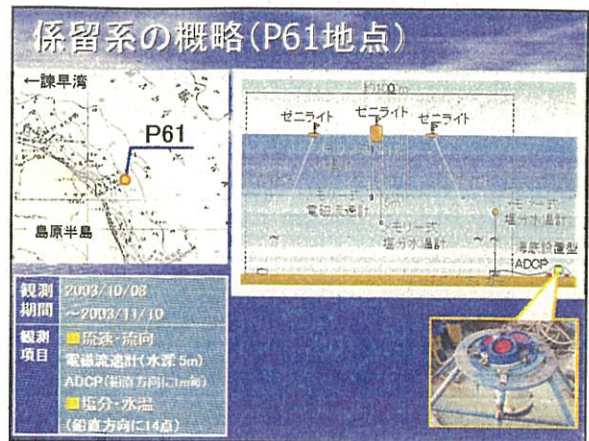 係留系の概略(P61地点)
←諫早湾
P61
島原半島
約100m
ゼニライト
ゼニライト
ゼニライト
メモリー式
電磁流速計
メモリー式
塩分水温計
メモリー式
塩分水温計
海底設置型
ADCP
観測
期間
2003/10/08
～2003/11/10
観測
項目
流速・流向
電磁流速計(水深 5m)
ADCP(鉛直方向に1m毎)
塩分・水温
(鉛直方向に14点)